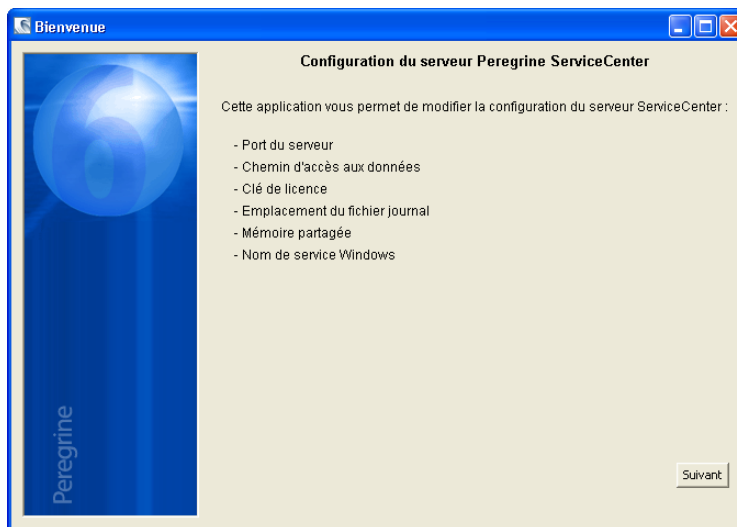 Bienvenue
Configuration du serveur Peregrine ServiceCenter
Cette application vous permet de modifier la configuration du serveur ServiceCenter :
- Port du serveur
- Chemin d'accès aux données
- Clé de licence
- Emplacement du fichier journal
- Mémoire partagée
- Nom de service Windows
6
Peregrine
Suivant